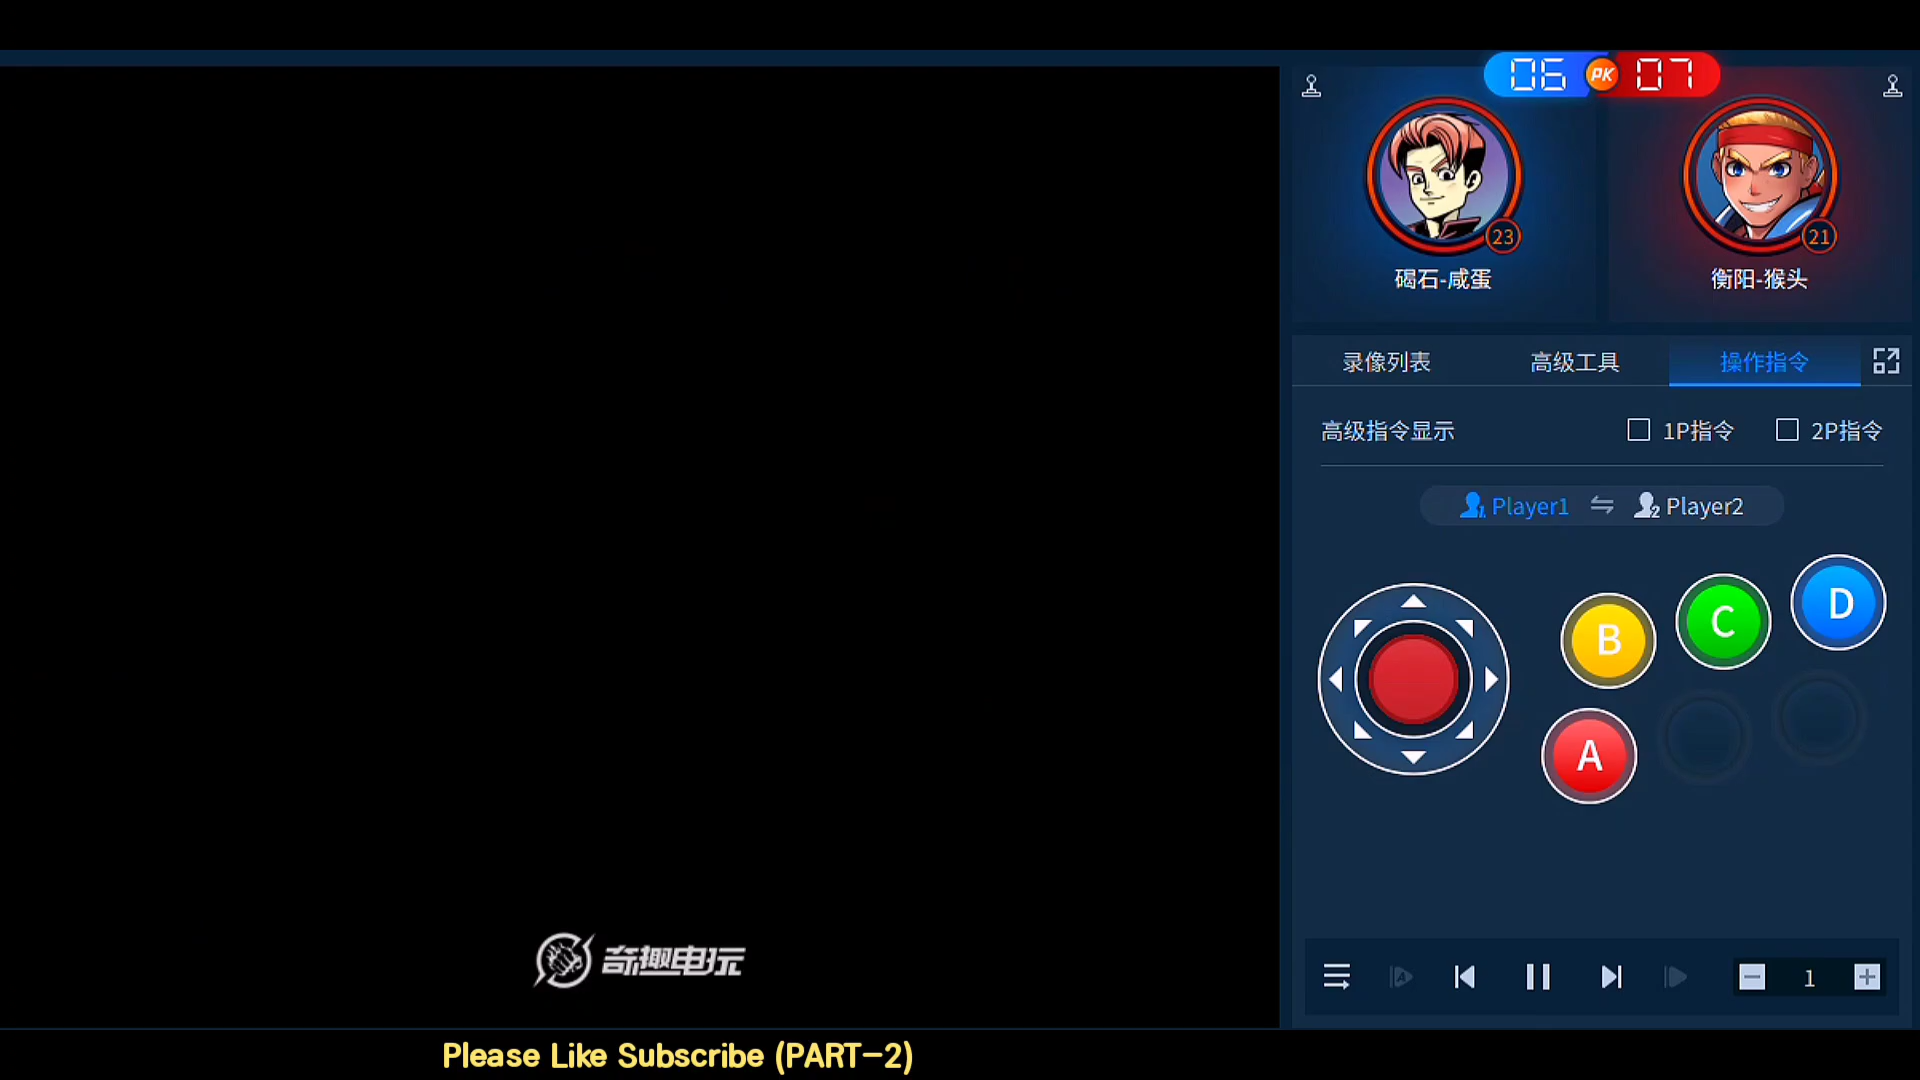 06 PK 07
23
21
碣石-咸蛋
衡阳-猴头
录像列表 高级工具 操作指令
高级指令显示 1P指令 2P指令
1 Player1 2 Player2
D
C
B
A
奇趣电玩
1
Please Like Subscribe (PART-2)